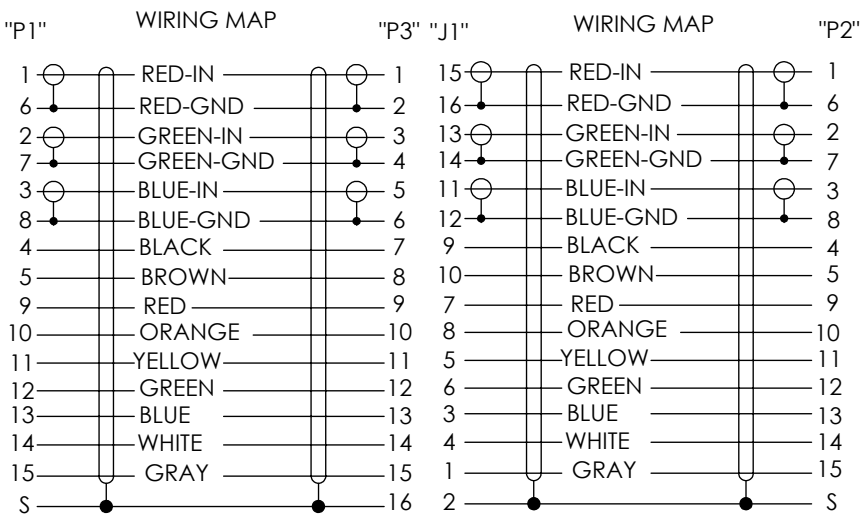 WIRING MAP
"P1" "P3"
1 RED-IN 1
6 RED-GND 2
2 GREEN-IN 3
7 GREEN-GND 4
3 BLUE-IN 5
8 BLUE-GND 6
4 BLACK 7
5 BROWN 8
9 RED 9
10 ORANGE 10
11 YELLOW 11
12 GREEN 12
13 BLUE 13
14 WHITE 14
15 GRAY 15
S 16
WIRING MAP
"J1" "P2"
15 RED-IN 1
16 RED-GND 6
13 GREEN-IN 2
14 GREEN-GND 7
11 BLUE-IN 3
12 BLUE-GND 8
9 BLACK 4
10 BROWN 5
7 RED 9
8 ORANGE 10
5 YELLOW 11
6 GREEN 12
3 BLUE 13
4 WHITE 14
1 GRAY 15
2 S